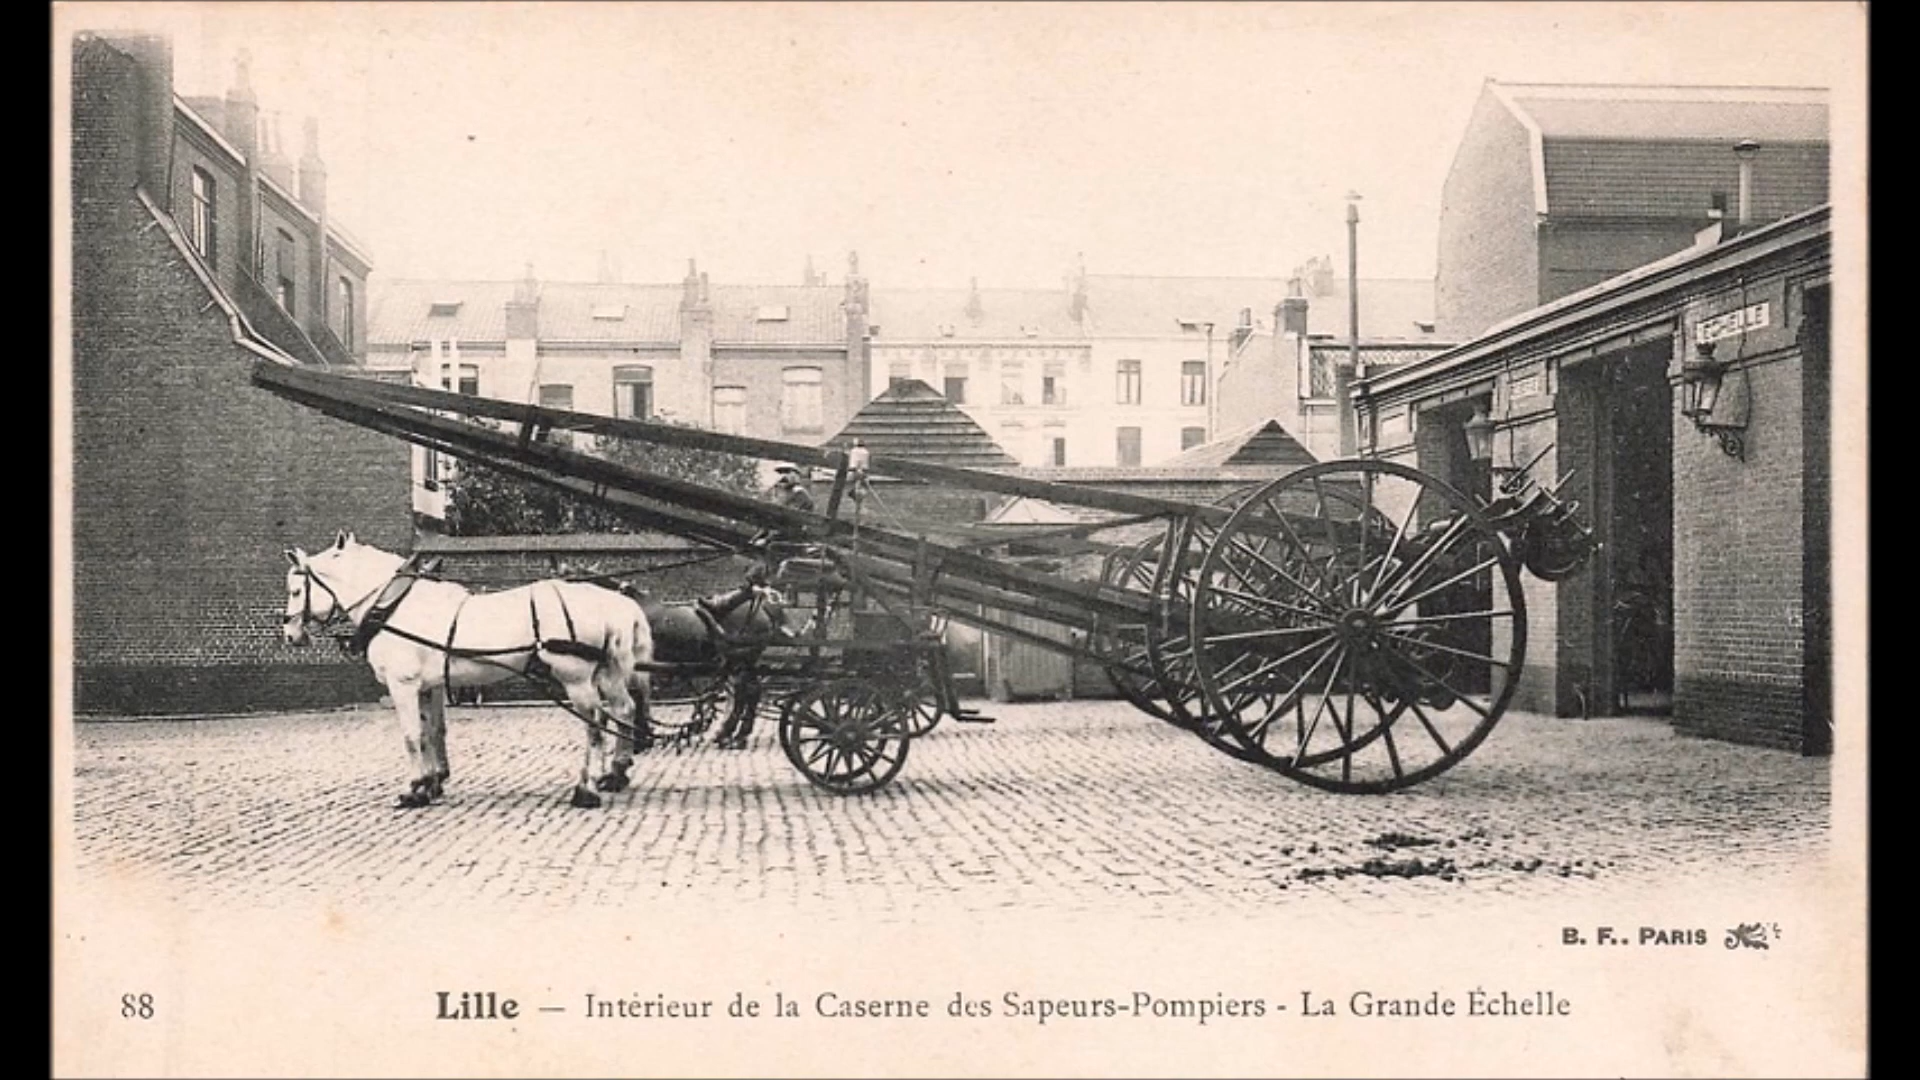 ECHELLE
B. F.. PARIS
88
Lille — Intérieur de la Caserne des Sapeurs-Pompiers - La Grande Échelle